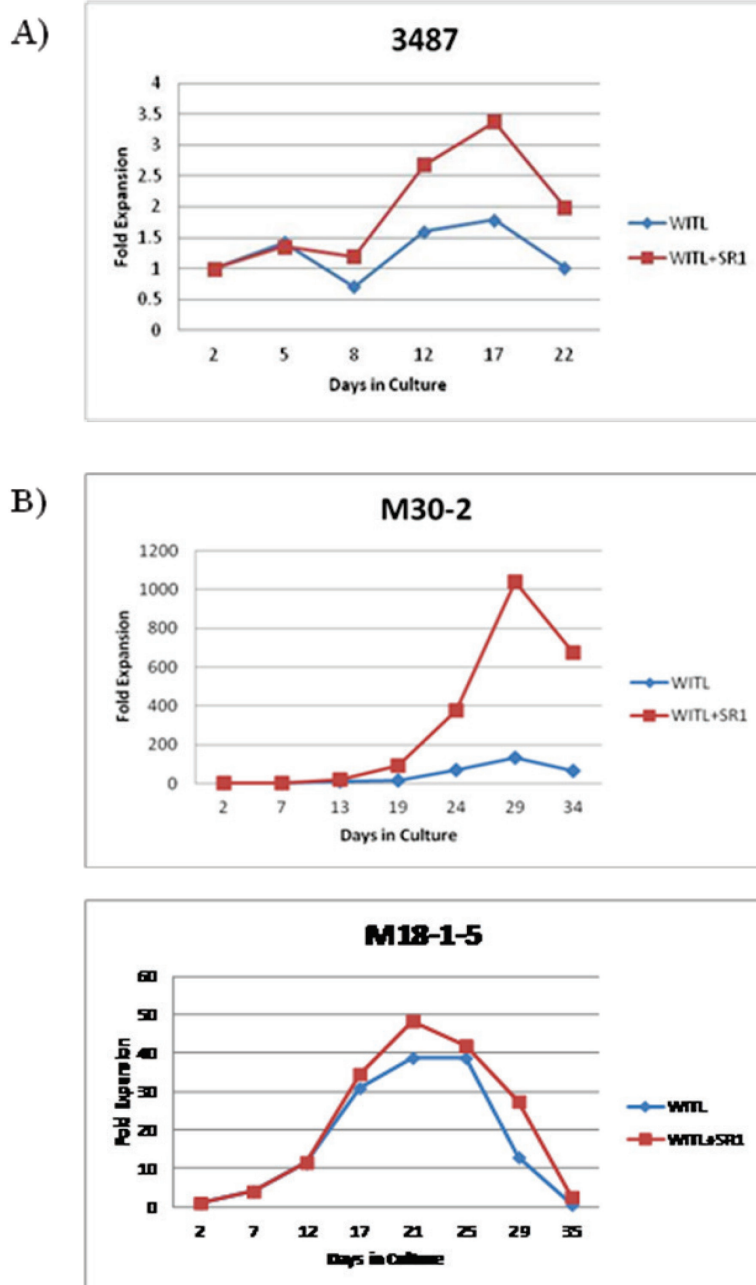 A)
3487
4
3.5
3
2.5
2
1.5
1
0.5
0
Fold Expansion
2 5 8 12 17 22
Days in Culture
WITL
WITL+SR1
B)
M30-2
1200
1000
800
600
400
200
0
Fold Expansion
2 7 13 19 24 29 34
Days in Culture
WITL
WITL+SR1
M18-1-5
60
50
40
30
20
10
0
Fold Expansion
2 7 12 17 21 25 29 35
Days in Culture
WITL
WITL+SR1